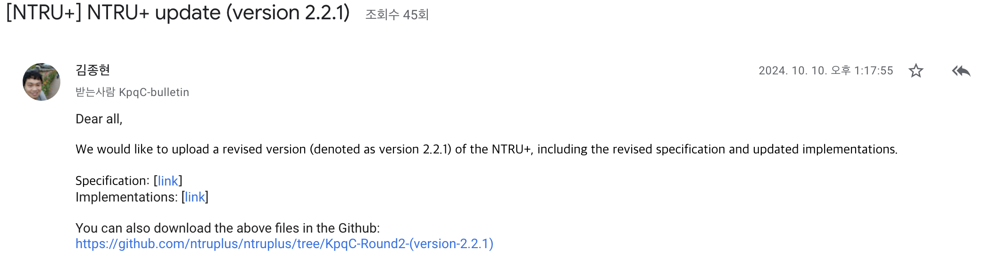 [NTRU+] NTRU+ update (version 2.2.1) 조회수 45회
김종현
2024. 10. 10. 오후 1:17:55
받는사람 KpqC-bulletin
Dear all,
We would like to upload a revised version (denoted as version 2.2.1) of the NTRU+, including the revised specification and updated implementations.
Specification: [link]
Implementations: [link]
You can also download the above files in the Github:
https://github.com/ntruplus/ntruplus/tree/KpqC-Round2-(version-2.2.1)